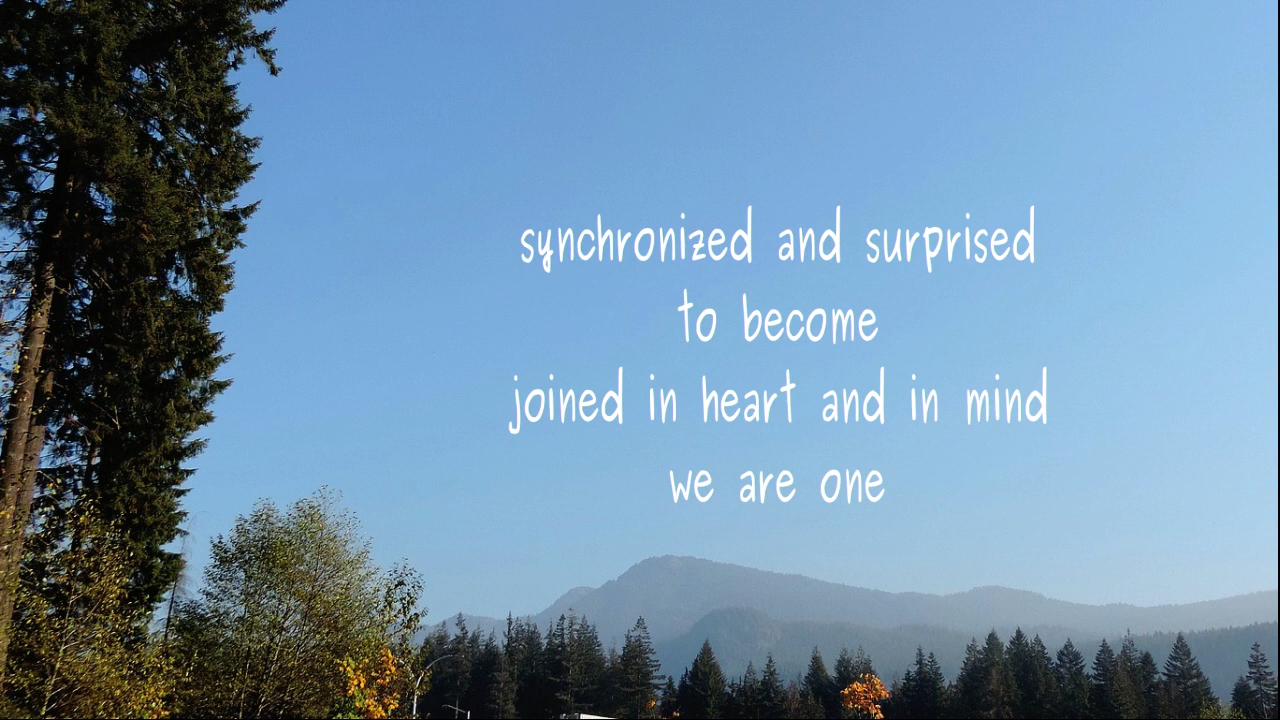 synchronized and surprised
to become
joined in heart and in mind
we are one